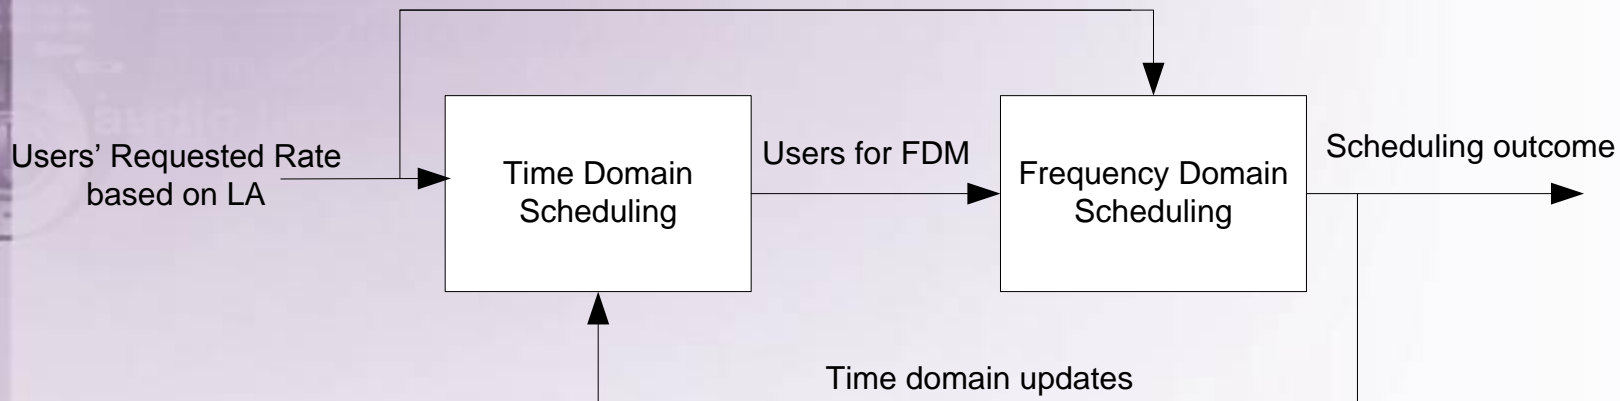 Users' Requested Rate
based on LA
Time Domain
Scheduling
Users for FDM
Frequency Domain
Scheduling
Scheduling outcome
Time domain updates